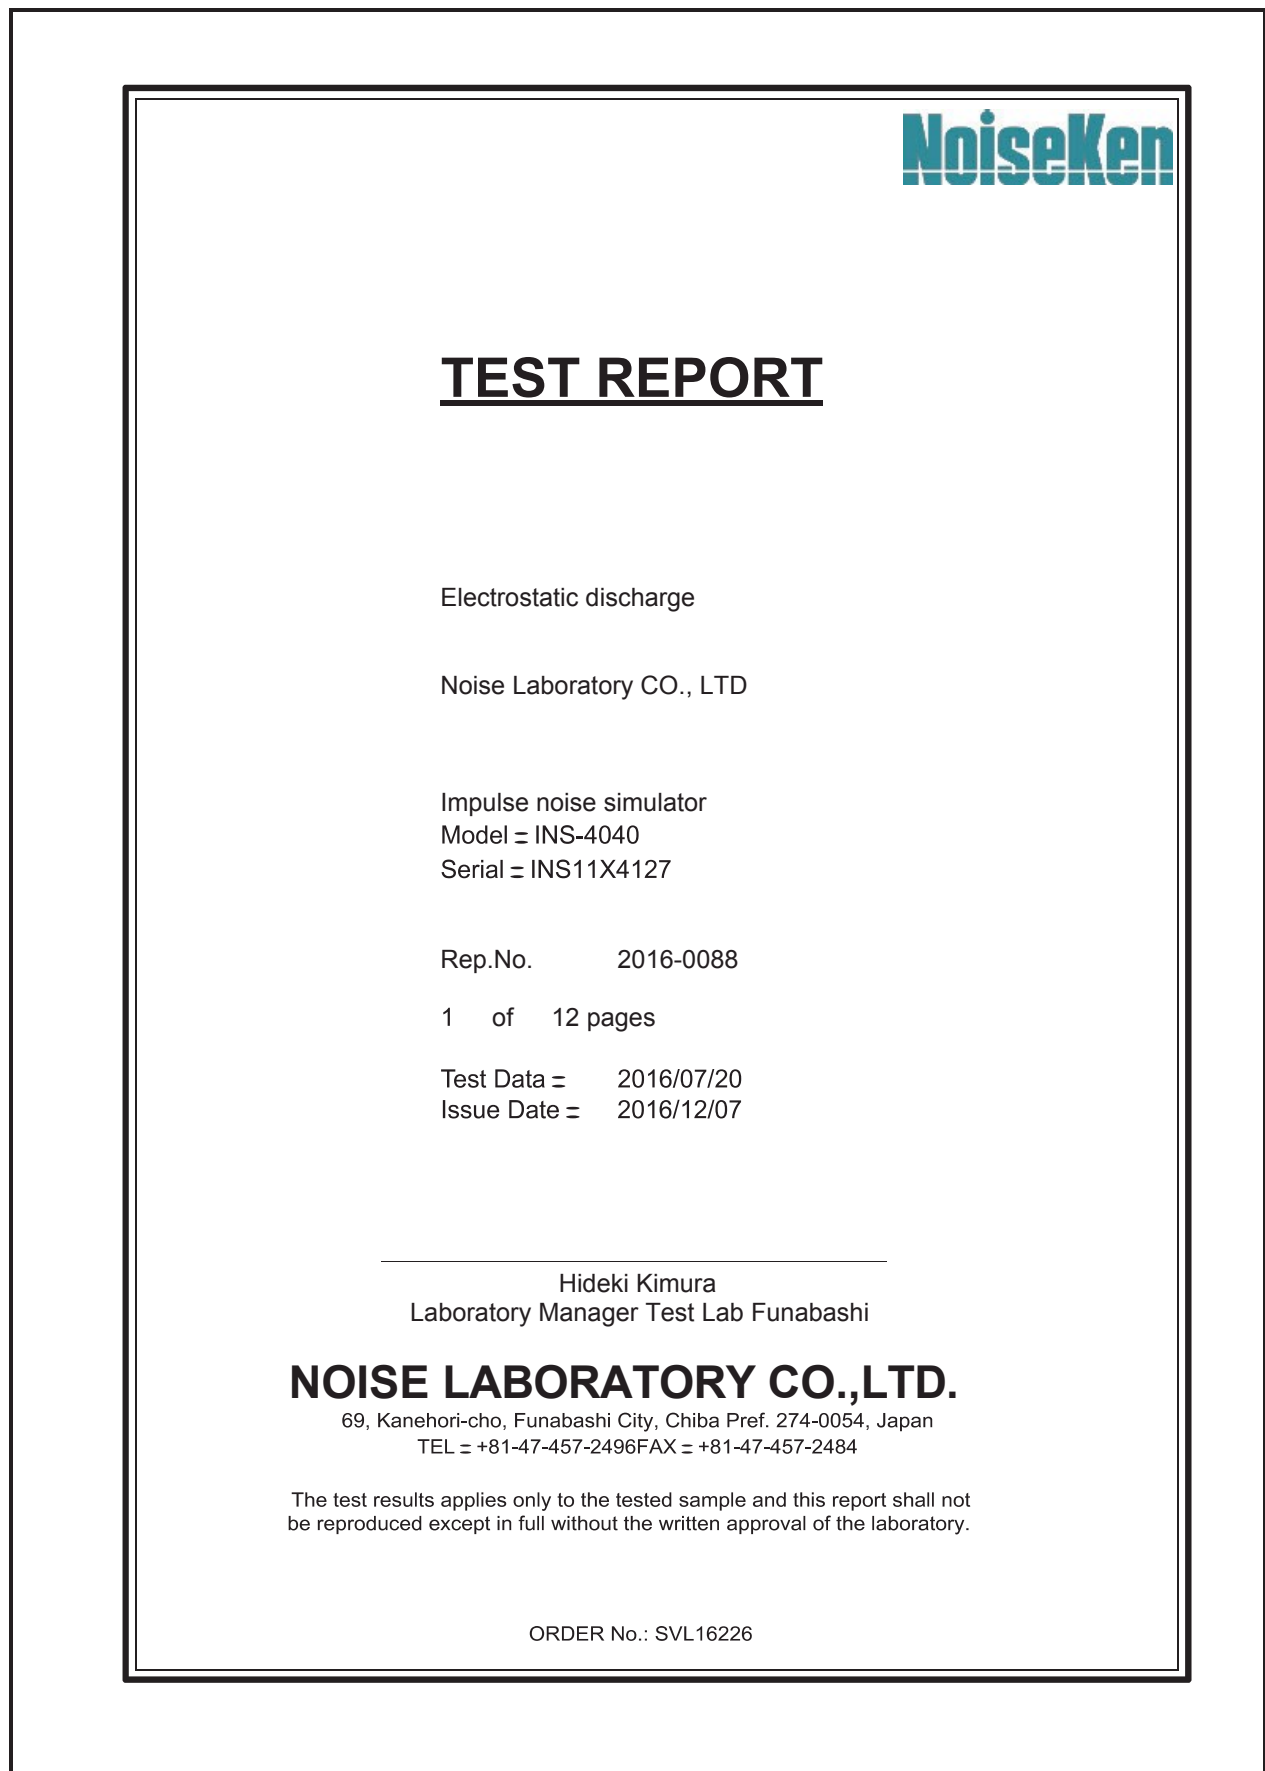 NoiseKen
TEST REPORT
Electrostatic discharge
Noise Laboratory CO., LTD
Impulse noise simulator
Model = INS-4040
Serial = INS11X4127
Rep.No. 2016-0088
1 of 12 pages
Test Data = 2016/07/20
Issue Date = 2016/12/07
Hideki Kimura
Laboratory Manager Test Lab Funabashi
NOISE LABORATORY CO.,LTD.
69, Kanehori-cho, Funabashi City, Chiba Pref. 274-0054, Japan
TEL = +81-47-457-2496FAX = +81-47-457-2484
The test results applies only to the tested sample and this report shall not
be reproduced except in full without the written approval of the laboratory.
ORDER No.: SVL16226